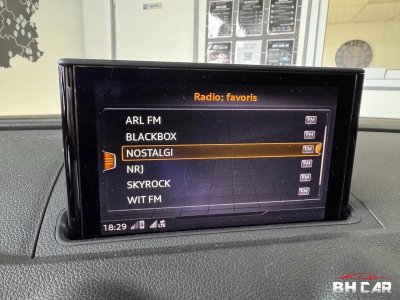 Radio: favoris
ARL FM
FM
BLACKBOX
FM
NOSTALGI
FM
NRJ
FM
SKYROCK
FM
WIT FM
18:29
LTE
BH CAR